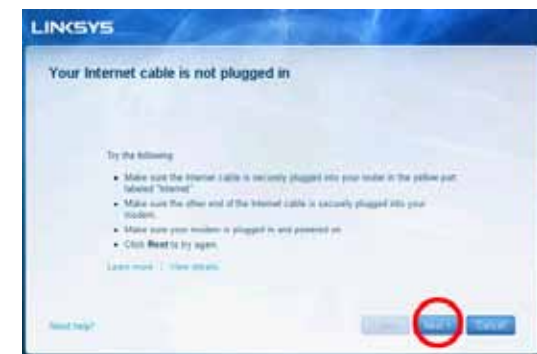 LINKSYS
Your Internet cable is not plugged in
Try the following:
Make sure the Internet cable is securely plugged into your router in the yellow port
labeled "Internet"
Make sure the other end of the Internet cable is securely plugged into your
modem.
Make sure your modem is plugged in and powered on
Click Next to try again.
Learn more | View details
Need help? Next Cancel